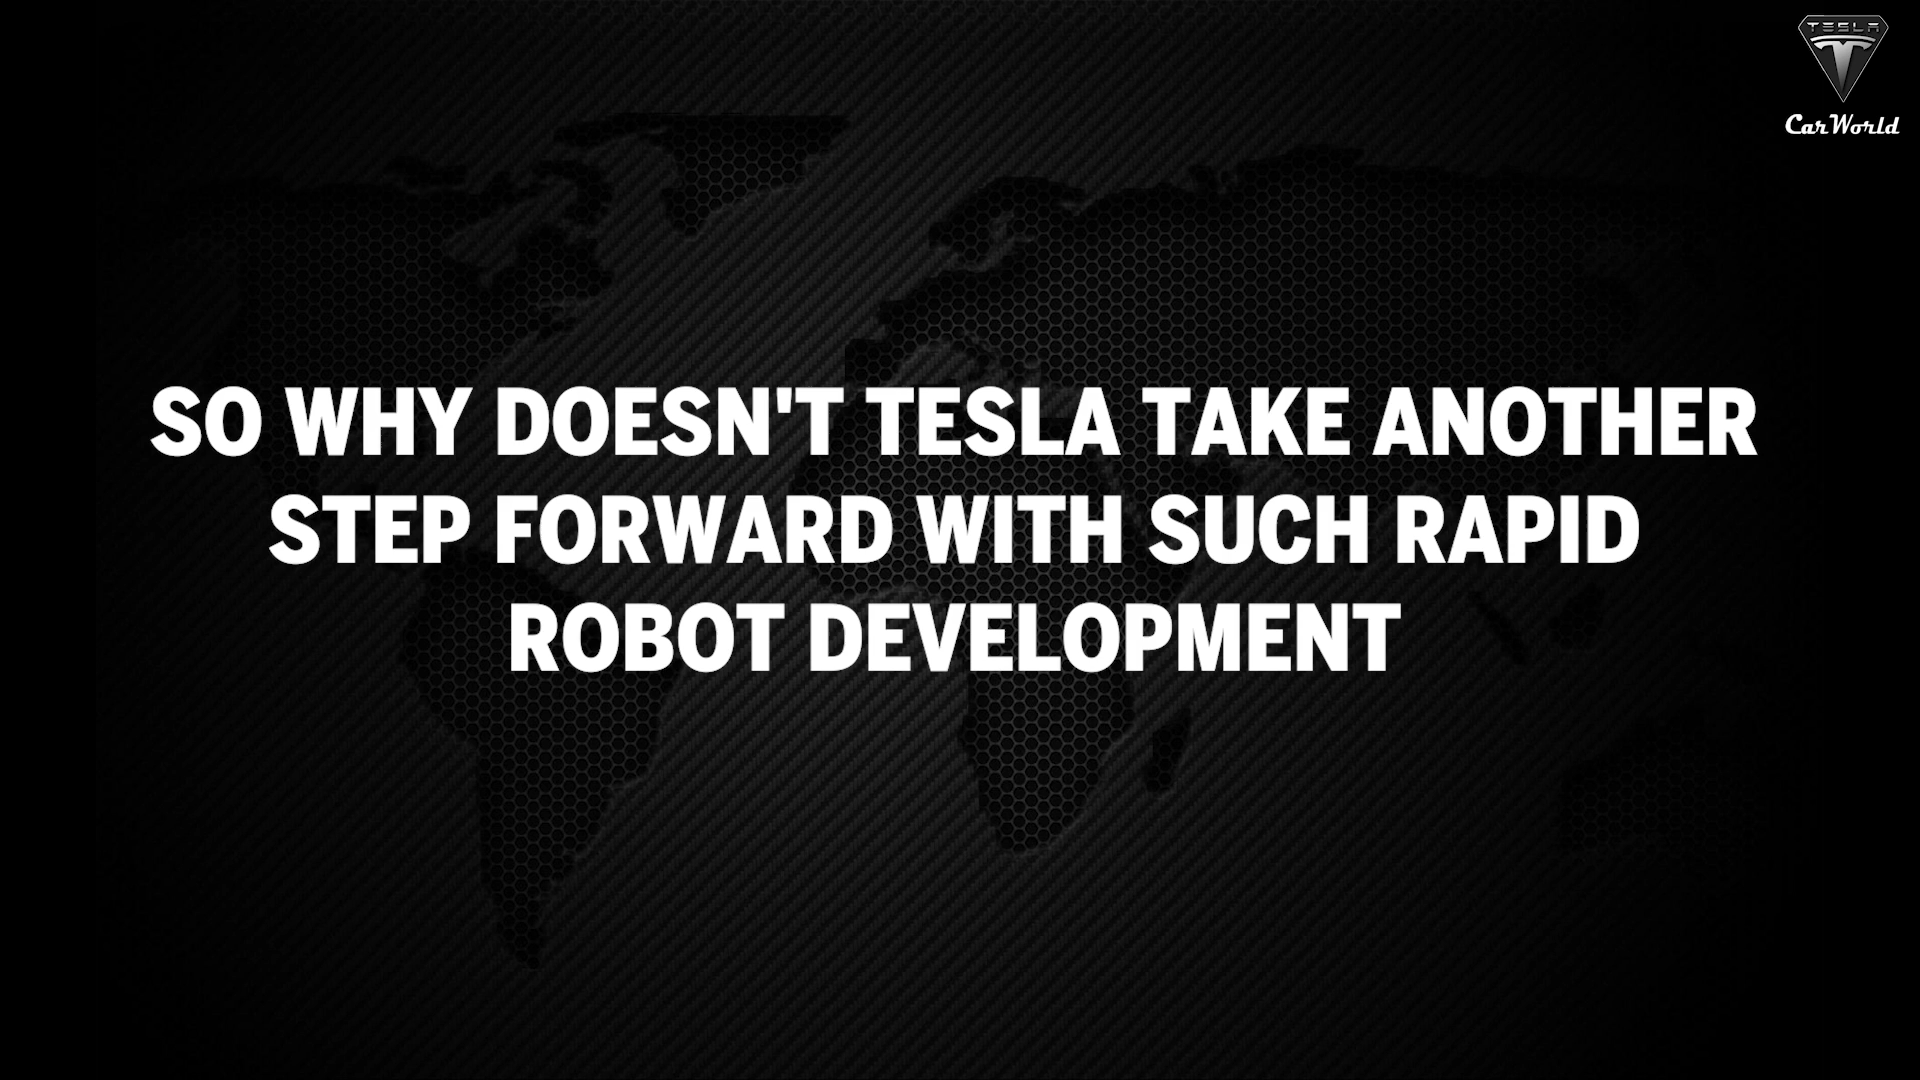 TESLA
CarWorld
SO WHY DOESN'T TESLA TAKE ANOTHER
STEP FORWARD WITH SUCH RAPID
ROBOT DEVELOPMENT